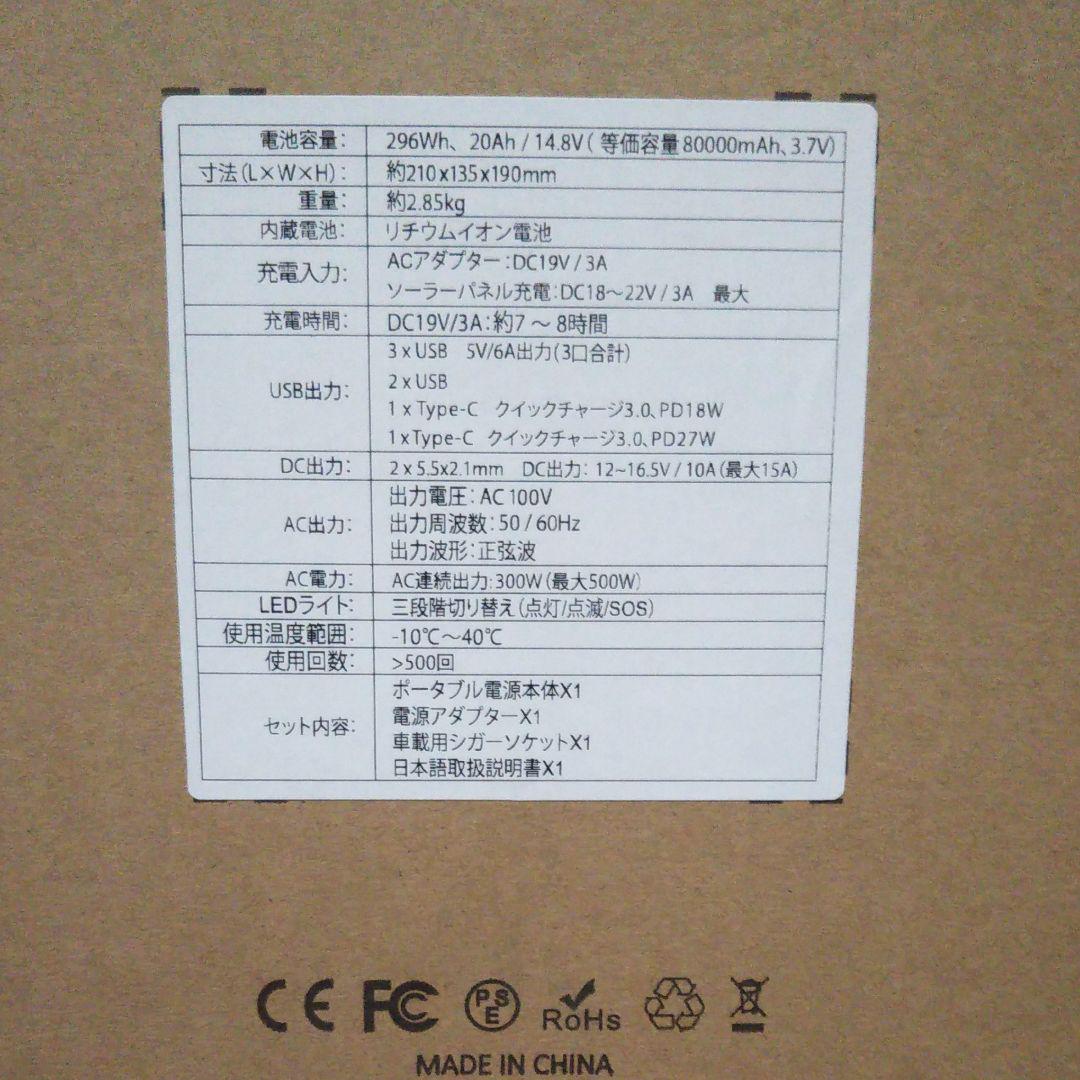 電池容量: 296Wh、20Ah / 14.8V( 等価容量80000mAh、3.7V)
寸法(L×W×H): 約210x135x190mm
重量: 約2.85kg
内蔵電池: リチウムイオン電池
充電入力: ACアダプター:DC19V / 3A
ソーラーパネル充電:DC18～22V / 3A 最大
充電時間: DC19V/3A:約7 ～ 8時間
USB出力: 3 x USB 5V/6A出力(3口合計)
2 x USB
1 x Type-C クイックチャージ3.0、PD18W
1 x Type-C クイックチャージ3.0、PD27W
DC出力: 2 x 5.5x2.1mm DC出力: 12~16.5V / 10A(最大15A)
AC出力: 出力電圧: AC 100V
出力周波数: 50 / 60Hz
出力波形:正弦波
AC電力: AC連続出力:300W(最大500W)
LEDライト: 三段階切り替え(点灯/点滅/SOS)
使用温度範囲: -10℃～40℃
使用回数: >500回
セット内容: ポータブル電源本体X1
電源アダプターX1
車載用シガーソケットX1
日本語取扱説明書X1
CE FC PSE RoHs
MADE IN CHINA